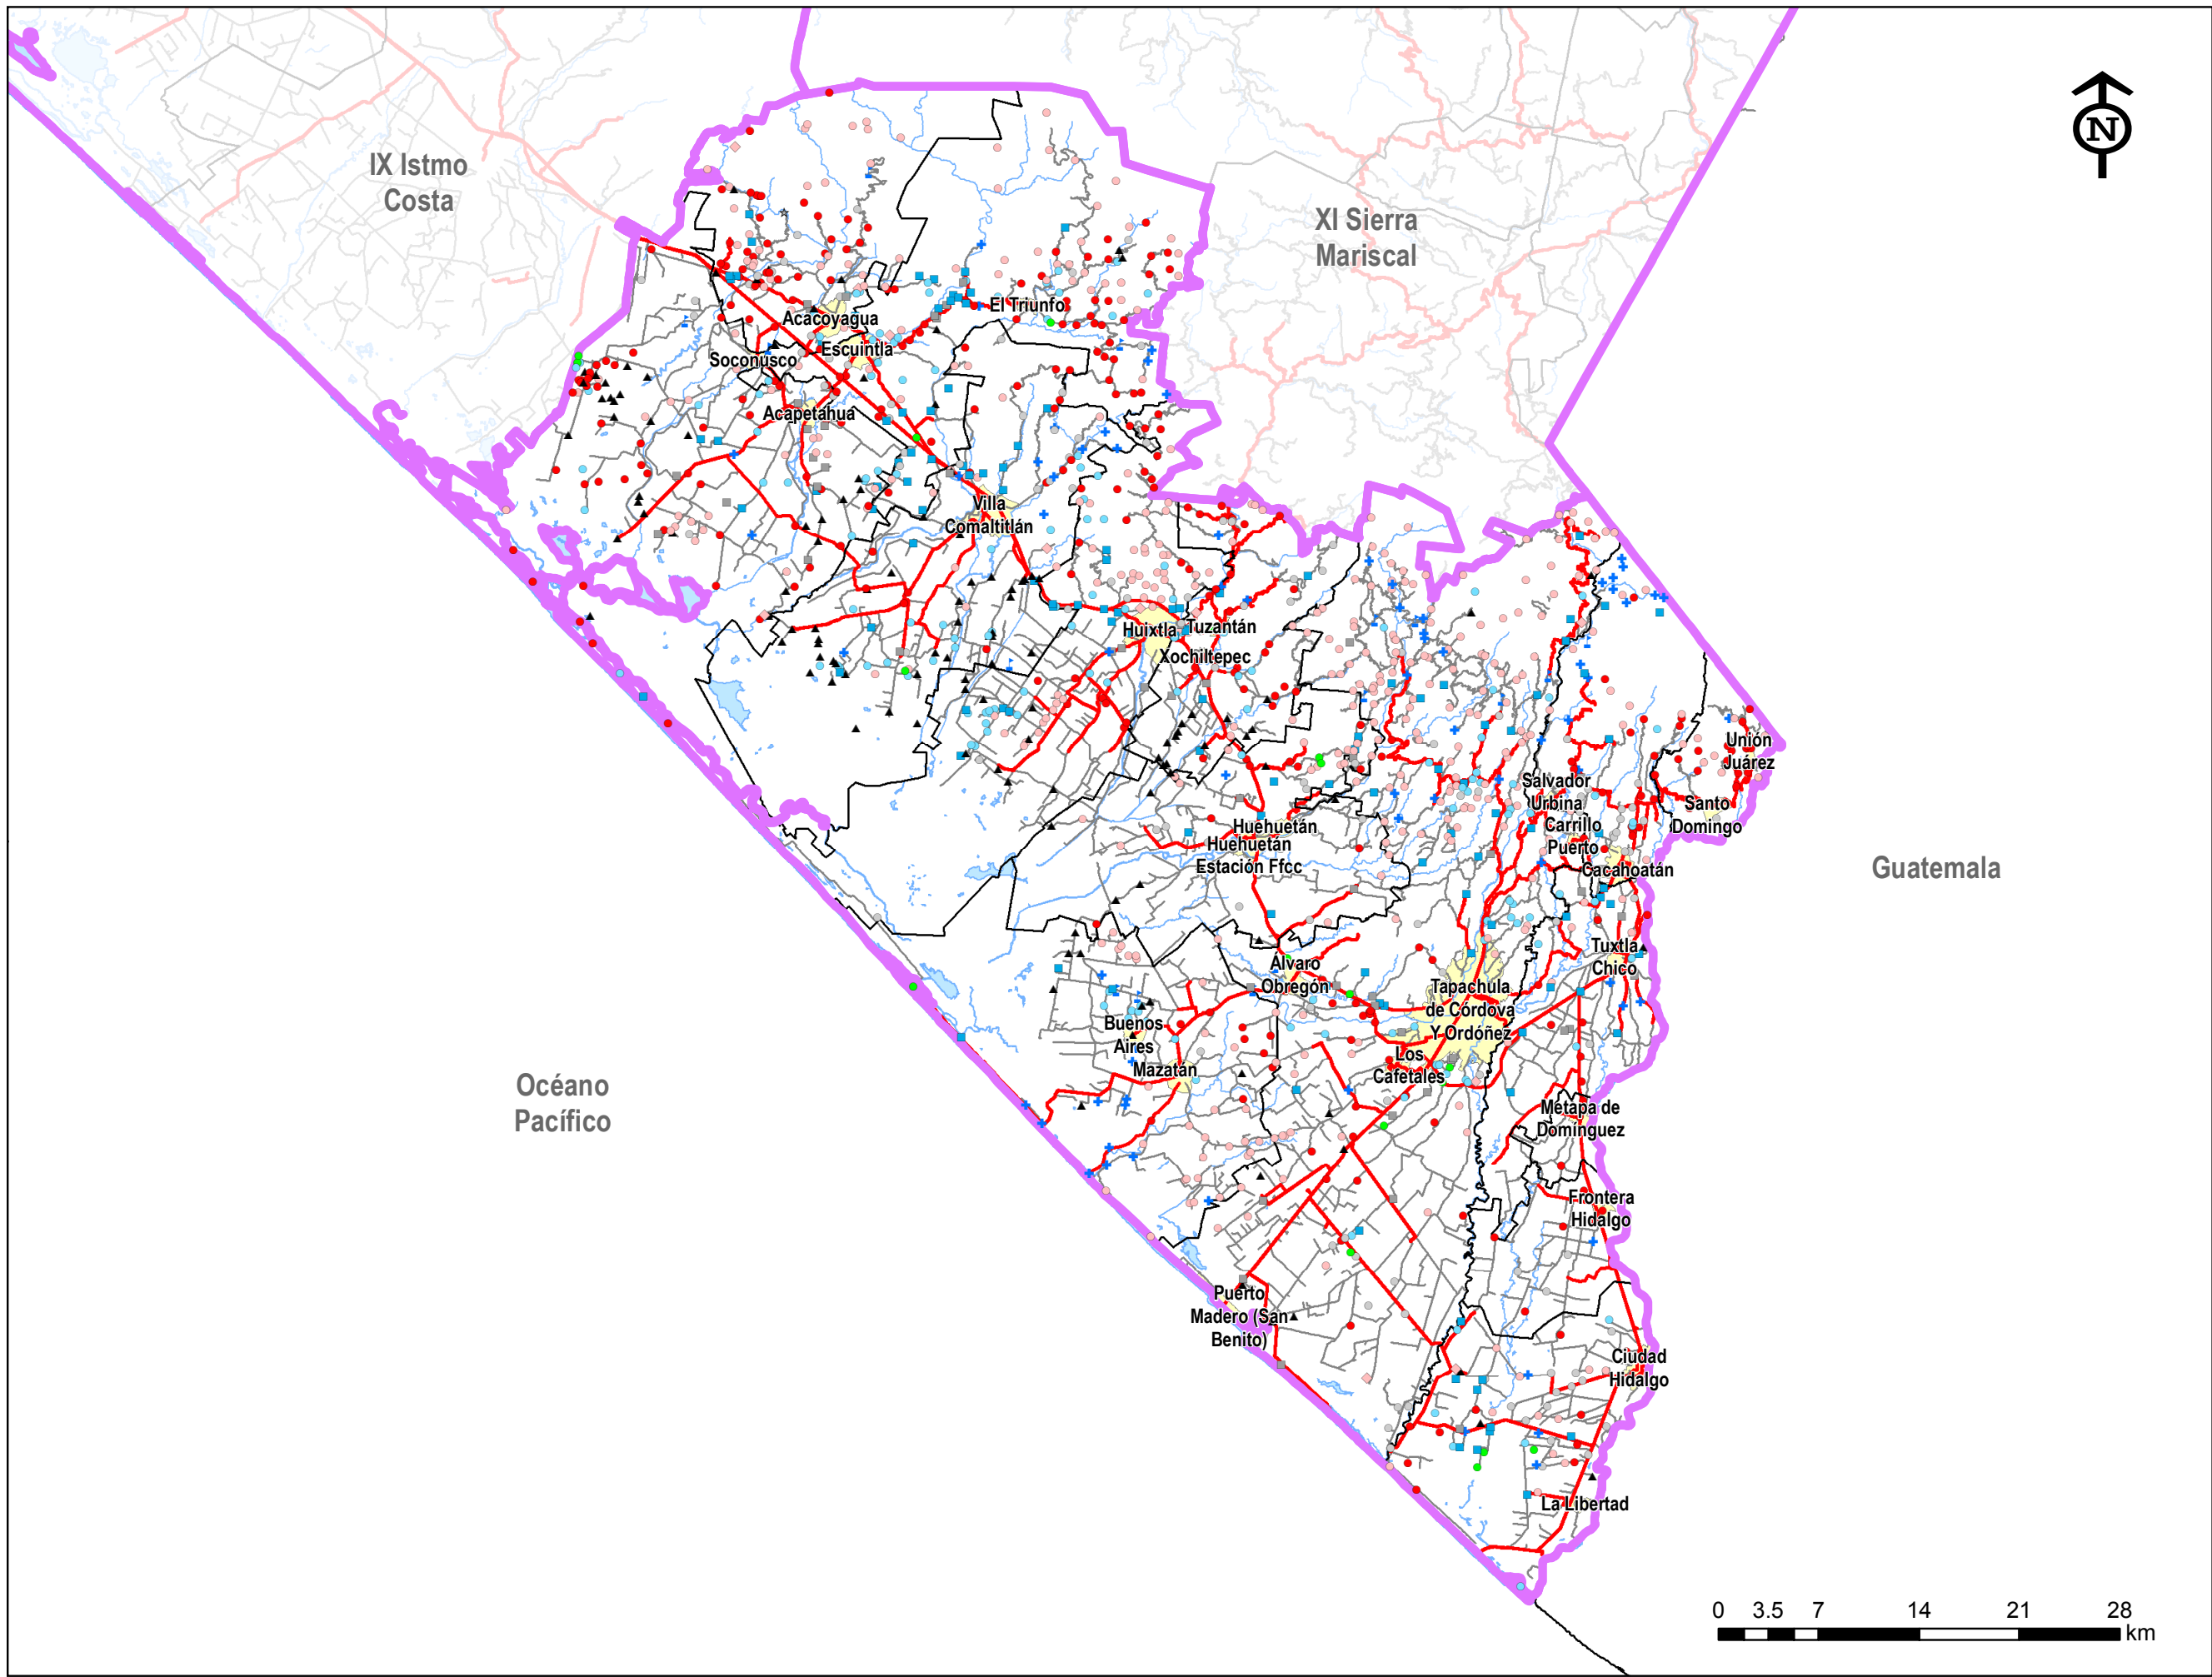 IX Istmo
Costa
N
XI Sierra
Mariscal
El Triunfo
Acacoyagua
Escuintla
Soconusco
Acapetahua
Villa
Comaltitlán
Huixtla
Tuzantán
Xochiltepec
Unión
Juárez
Salvador
Urbina
Santo
Domingo
Carrillo
Puerto
Huehuetán
Huehuetán
Estación Ffcc
Cacahoatán
Guatemala
Tuxtla
Chico
Álvaro
Obregón
Tapachula
de Córdova
Y Ordóñez
Buenos
Aires
Los
Cafetales
Mazatán
Océano
Pacífico
Metapa de
Domínguez
Frontera
Hidalgo
Puerto
Madero (San
Benito)
Ciudad
Hidalgo
La Libertad
0 3.5 7 14 21 28
km